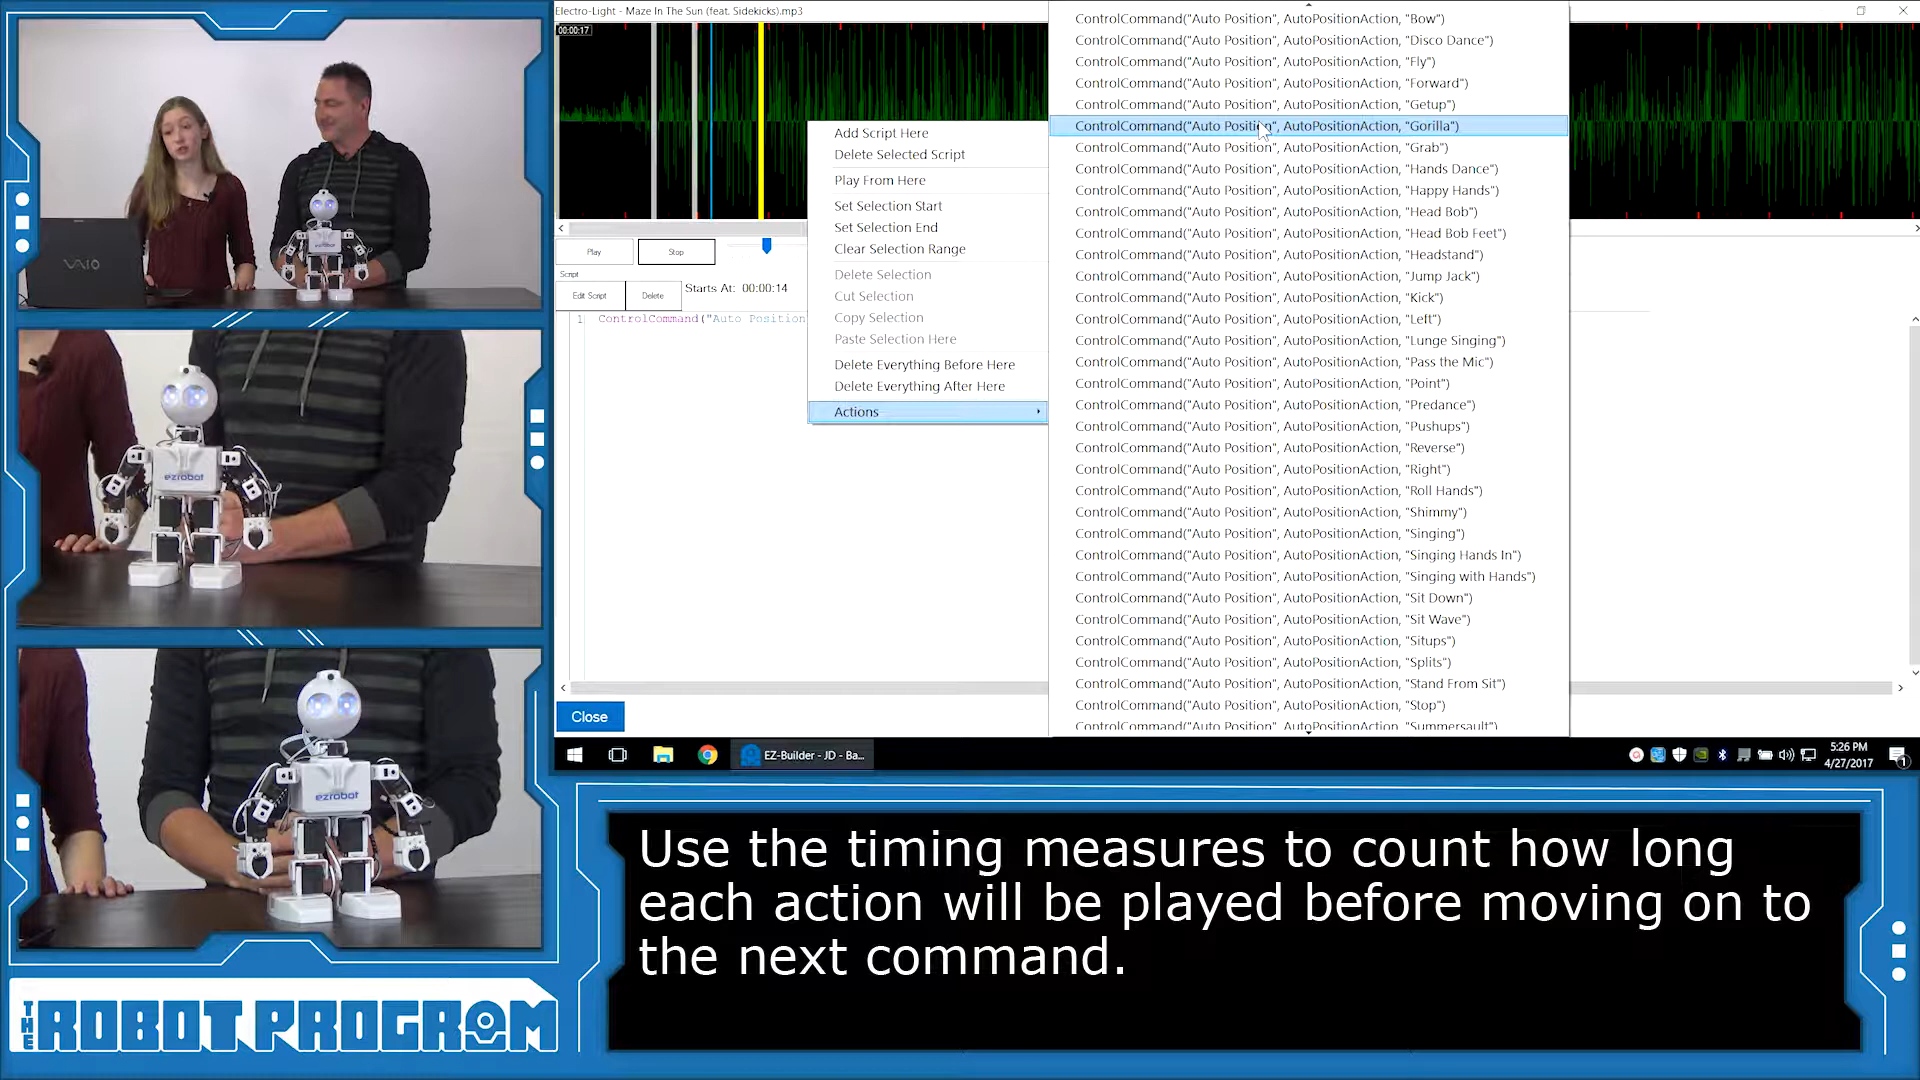 VAIO
ezrobot
ezrobot
ezrobot
THE ROBOT PROGRAM
Electro-Light - Maze In The Sun (feat. Sidekicks).mp3
00:00:17
Play
Stop
Script
Edit Script
Delete
Starts At: 00:00:14
1 ControlCommand("Auto Position
Close
Add Script Here
Delete Selected Script
Play From Here
Set Selection Start
Set Selection End
Clear Selection Range
Delete Selection
Cut Selection
Copy Selection
Paste Selection Here
Delete Everything Before Here
Delete Everything After Here
Actions
ControlCommand("Auto Position", AutoPositionAction, "Bow")
ControlCommand("Auto Position", AutoPositionAction, "Disco Dance")
ControlCommand("Auto Position", AutoPositionAction, "Fly")
ControlCommand("Auto Position", AutoPositionAction, "Forward")
ControlCommand("Auto Position", AutoPositionAction, "Getup")
ControlCommand("Auto Position", AutoPositionAction, "Gorilla")
ControlCommand("Auto Position", AutoPositionAction, "Grab")
ControlCommand("Auto Position", AutoPositionAction, "Hands Dance")
ControlCommand("Auto Position", AutoPositionAction, "Happy Hands")
ControlCommand("Auto Position", AutoPositionAction, "Head Bob")
ControlCommand("Auto Position", AutoPositionAction, "Head Bob Feet")
ControlCommand("Auto Position", AutoPositionAction, "Headstand")
ControlCommand("Auto Position", AutoPositionAction, "Jump Jack")
ControlCommand("Auto Position", AutoPositionAction, "Kick")
ControlCommand("Auto Position", AutoPositionAction, "Left")
ControlCommand("Auto Position", AutoPositionAction, "Lunge Singing")
ControlCommand("Auto Position", AutoPositionAction, "Pass the Mic")
ControlCommand("Auto Position", AutoPositionAction, "Point")
ControlCommand("Auto Position", AutoPositionAction, "Predance")
ControlCommand("Auto Position", AutoPositionAction, "Pushups")
ControlCommand("Auto Position", AutoPositionAction, "Reverse")
ControlCommand("Auto Position", AutoPositionAction, "Right")
ControlCommand("Auto Position", AutoPositionAction, "Roll Hands")
ControlCommand("Auto Position", AutoPositionAction, "Shimmy")
ControlCommand("Auto Position", AutoPositionAction, "Singing")
ControlCommand("Auto Position", AutoPositionAction, "Singing Hands In")
ControlCommand("Auto Position", AutoPositionAction, "Singing with Hands")
ControlCommand("Auto Position", AutoPositionAction, "Sit Down")
ControlCommand("Auto Position", AutoPositionAction, "Sit Wave")
ControlCommand("Auto Position", AutoPositionAction, "Situps")
ControlCommand("Auto Position", AutoPositionAction, "Splits")
ControlCommand("Auto Position", AutoPositionAction, "Stand From Sit")
ControlCommand("Auto Position", AutoPositionAction, "Stop")
ControlCommand("Auto Position", AutoPositionAction, "Summersault")
EZ-Builder - JD - Ba...
5:26 PM
4/27/2017
1
Use the timing measures to count how long
each action will be played before moving on to
the next command.